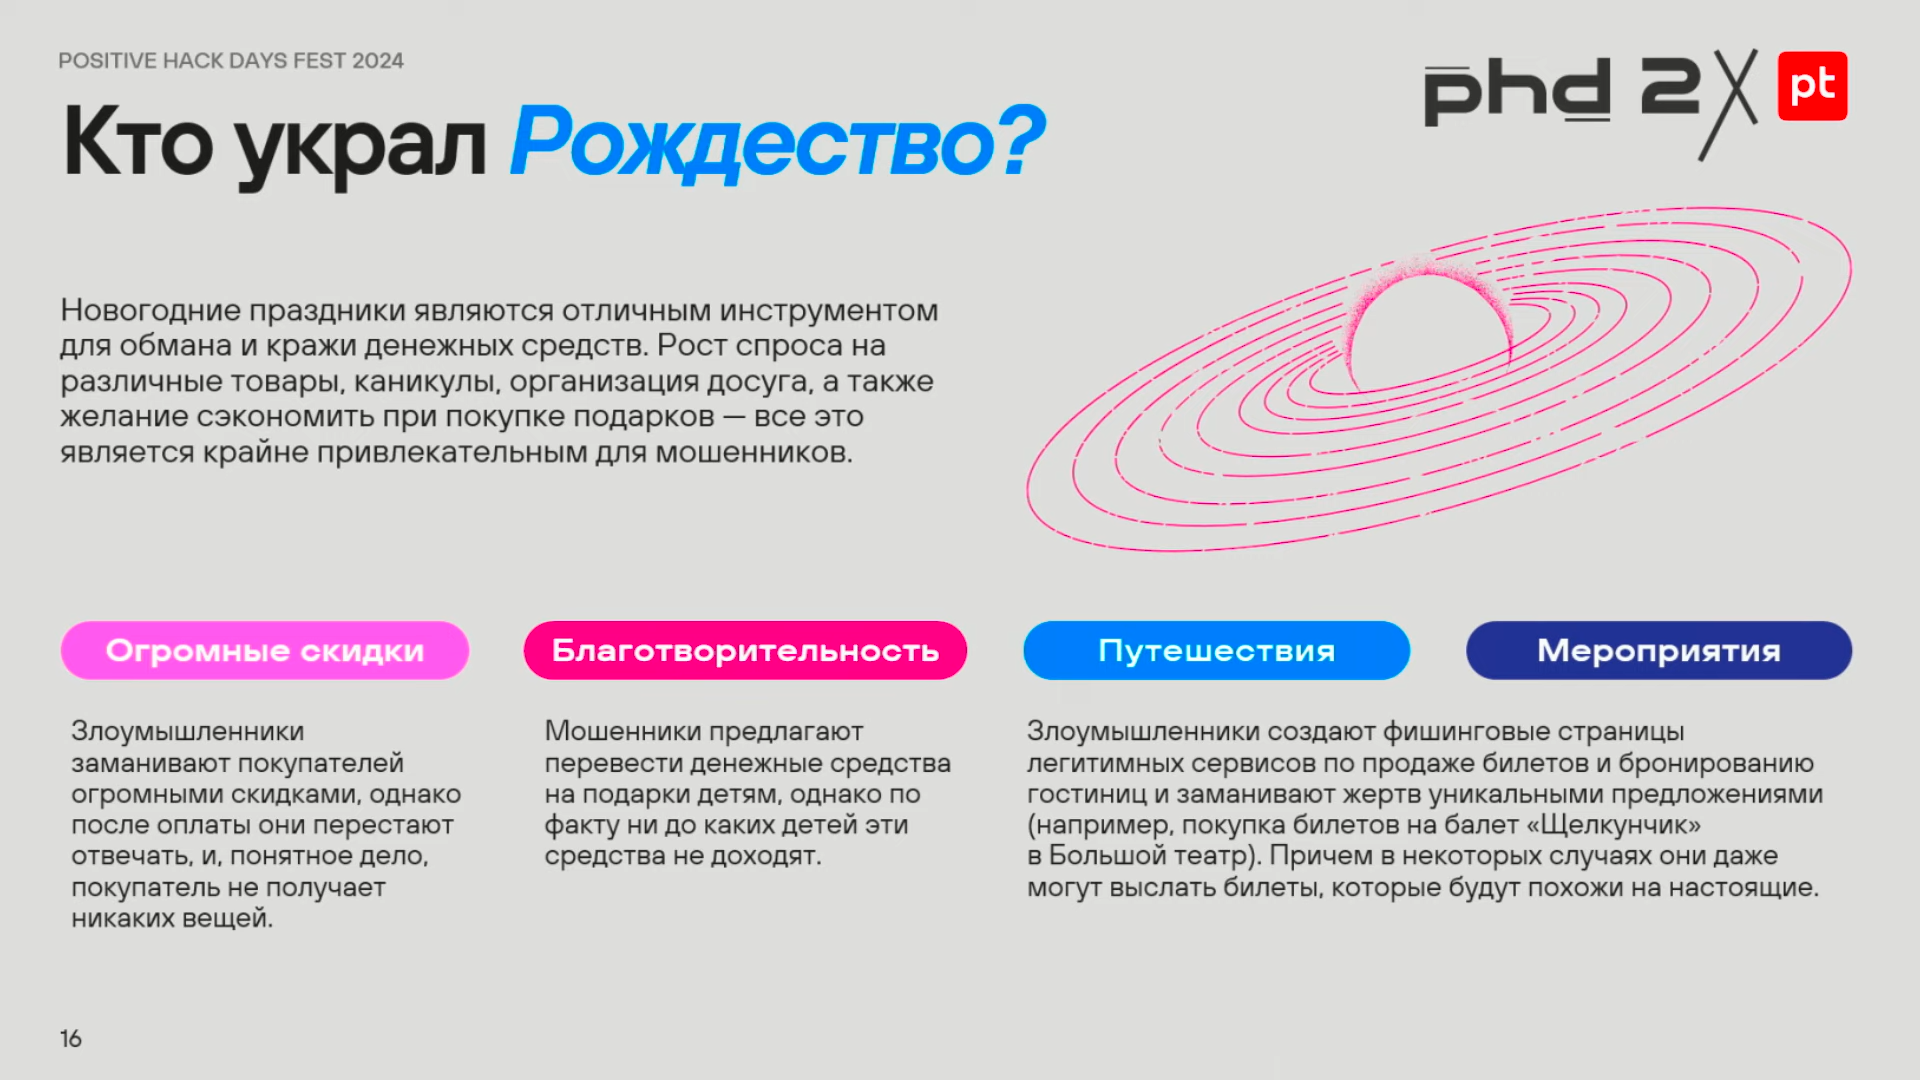 POSITIVE HACK DAYS FEST 2024
phd 2
pt
Кто украл Рождество?
Новогодние праздники являются отличным инструментом
для обмана и кражи денежных средств. Рост спроса на
различные товары, каникулы, организация досуга, а также
желание сэкономить при покупке подарков — все это
является крайне привлекательным для мошенников.
Огромные скидки
Злоумышленники
заманивают покупателей
огромными скидками, однако
после оплаты они перестают
отвечать, и, понятное дело,
покупатель не получает
никаких вещей.
Благотворительность
Мошенники предлагают
перевести денежные средства
на подарки детям, однако по
факту ни до каких детей эти
средства не доходят.
Путешествия
Мероприятия
Злоумышленники создают фишинговые страницы
легитимных сервисов по продаже билетов и бронированию
гостиниц и заманивают жертв уникальными предложениями
(например, покупка билетов на балет «Щелкунчик»
в Большой театр). Причем в некоторых случаях они даже
могут выслать билеты, которые будут похожи на настоящие.
16